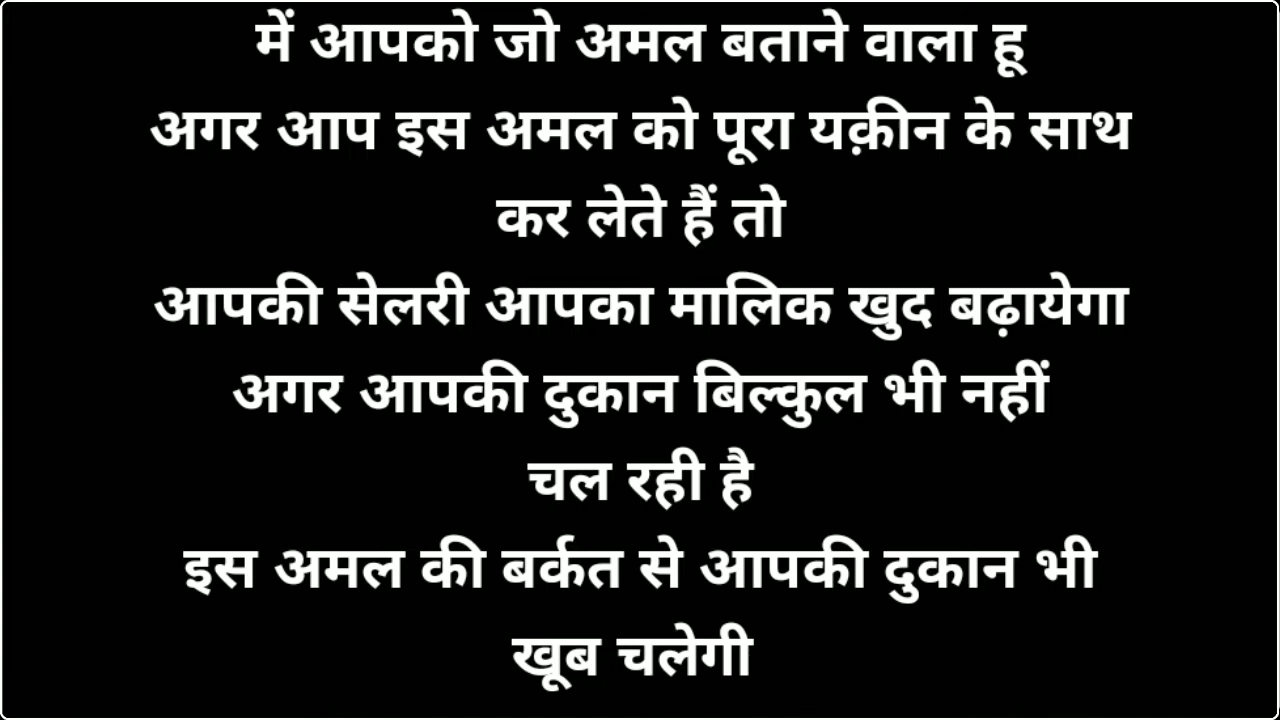 में आपको जो अमल बताने वाला हू
अगर आप इस अमल को पूरा यक़ीन के साथ
कर लेते हैं तो
आपकी सेलरी आपका मालिक खुद बढ़ायेगा
अगर आपकी दुकान बिल्कुल भी नहीं
चल रही है
इस अमल की बर्कत से आपकी दुकान भी
खूब चलेगी